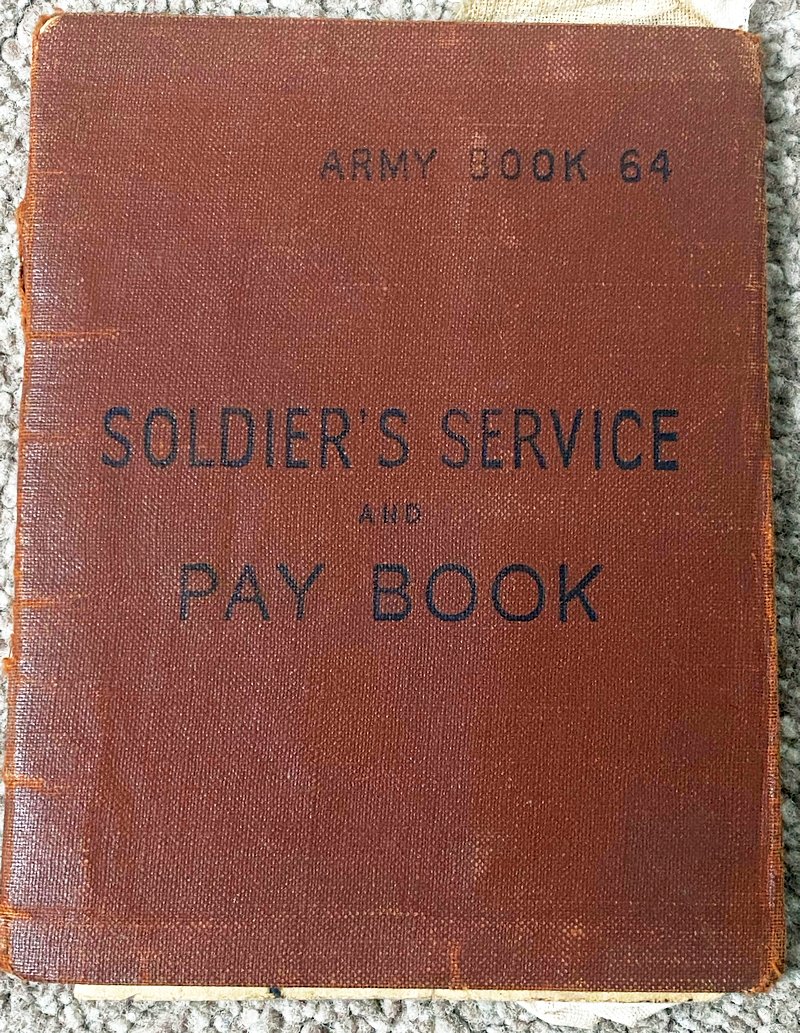 ARMY BOOK 64
SOLDIER'S SERVICE
AND
PAY BOOK